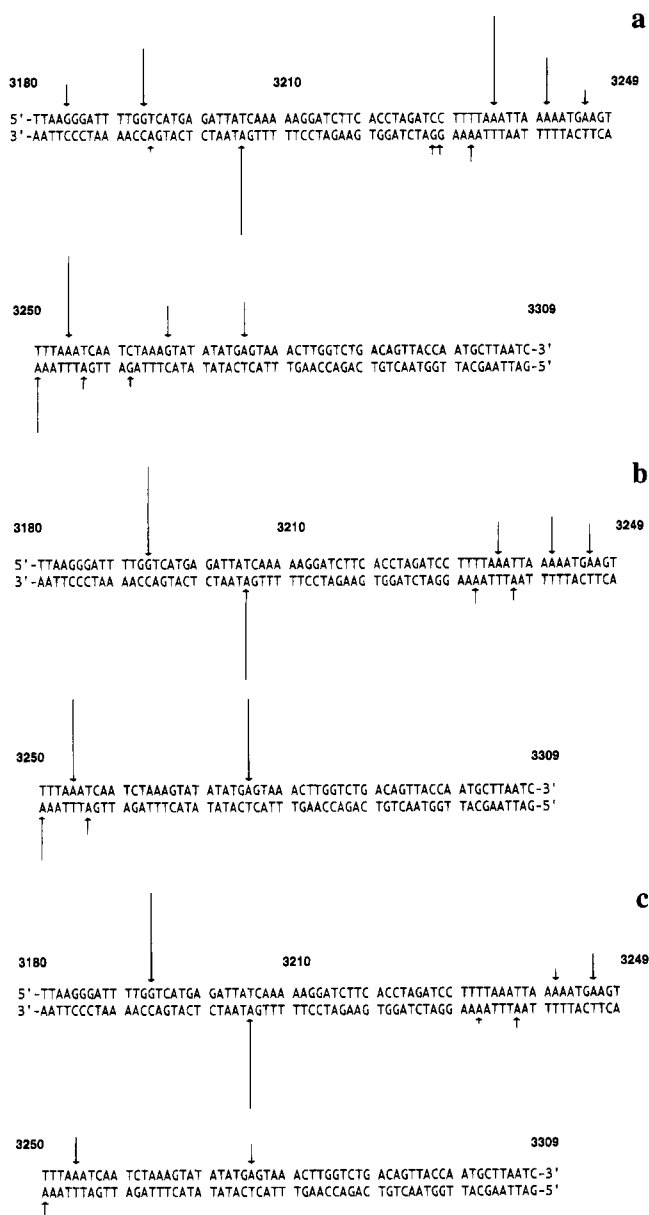 a
3180 3210 3249
5'-TTAAGGGATT TTGGTCATGA GATTATCAAA AAGGATCTTC ACCTAGATCC TTTTAAATTA AAAATGAAGT
3'-AATTCCCTAA AACCAGTACT CTAATAGTTT TTCCTAGAAG TGGATCTAGG AAAATTTAAT TTTTACTTCA
3250 3309
TTTAAATCAA TCTAAAGTAT ATATGAGTAA ACTTGGTCTG ACAGTTACCA ATGCTTAATC-3'
AAATTTAGTT AGATTTCATA TATACTCATT TGAACCAGAC TGTCAATGGT TACGAATTAG-5'
b
3180 3210 3249
5'-TTAAGGGATT TTGGTCATGA GATTATCAAA AAGGATCTTC ACCTAGATCC TTTTAAATTA AAAATGAAGT
3'-AATTCCCTAA AACCAGTACT CTAATAGTTT TTCCTAGAAG TGGATCTAGG AAAATTTAAT TTTTACTTCA
3250 3309
TTTAAATCAA TCTAAAGTAT ATATGAGTAA ACTTGGTCTG ACAGTTACCA ATGCTTAATC-3'
AAATTTAGTT AGATTTCATA TATACTCATT TGAACCAGAC TGTCAATGGT TACGAATTAG-5'
c
3180 3210 3249
5'-TTAAGGGATT TTGGTCATGA GATTATCAAA AAGGATCTTC ACCTAGATCC TTTTAAATTA AAAATGAAGT
3'-AATTCCCTAA AACCAGTACT CTAATAGTTT TTCCTAGAAG TGGATCTAGG AAAATTTAAT TTTTACTTCA
3250 3309
TTTAAATCAA TCTAAAGTAT ATATGAGTAA ACTTGGTCTG ACAGTTACCA ATGCTTAATC-3'
AAATTTAGTT AGATTTCATA TATACTCATT TGAACCAGAC TGTCAATGGT TACGAATTAG-5'